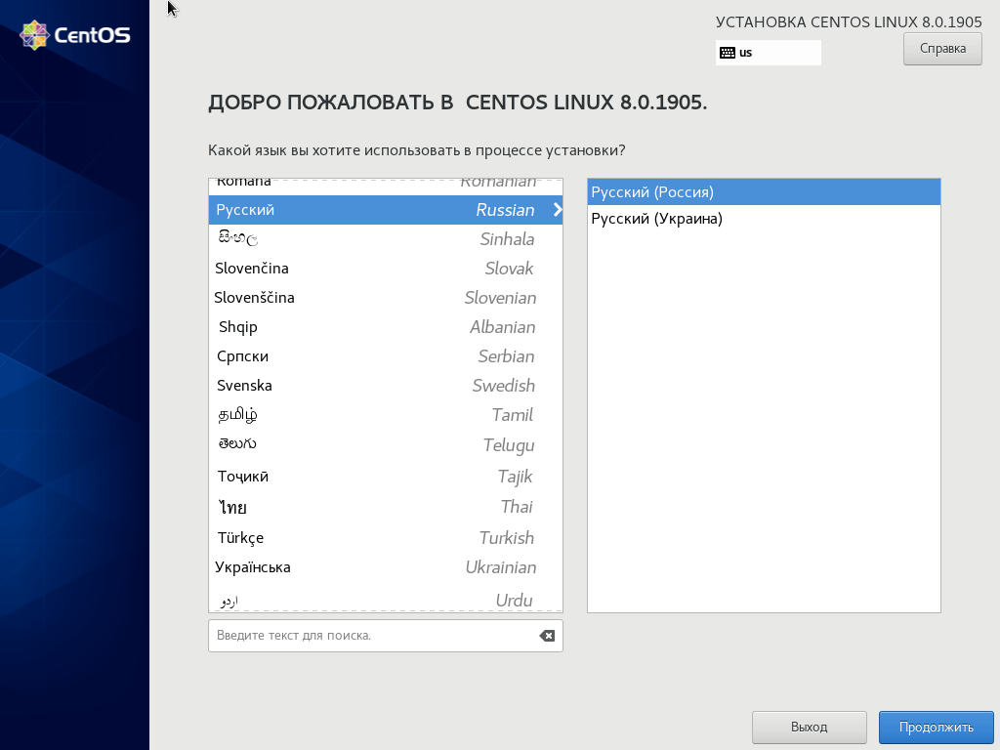 CentOS
УСТАНОВКА CENTOS LINUX 8.0.1905
us
Справка
ДОБРО ПОЖАЛОВАТЬ В CENTOS LINUX 8.0.1905.
Какой язык вы хотите использовать в процессе установки?
Română Romanian
Русский Russian
සිංහල Sinhala
Slovenčina Slovak
Slovenščina Slovenian
Shqip Albanian
Српски Serbian
Svenska Swedish
தமிழ் Tamil
తెలుగు Telugu
Тоҷикӣ Tajik
ไทย Thai
Türkçe Turkish
Українська Ukrainian
اردو Urdu
Русский (Россия)
Русский (Украина)
Введите текст для поиска.
Выход
Продолжить